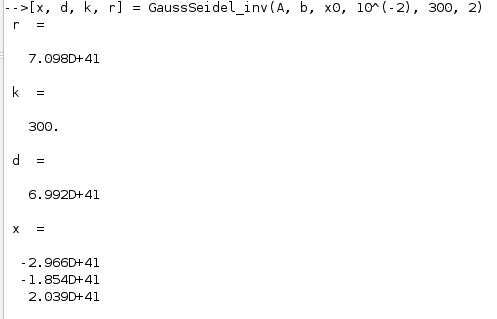 -->[x, d, k, r] = GaussSeidel_inv(A, b, x0, 10^(-2), 300, 2)
r  =
7.098D+41
k  =
300.
d  =
6.992D+41
x  =
-2.966D+41
-1.854D+41
2.039D+41